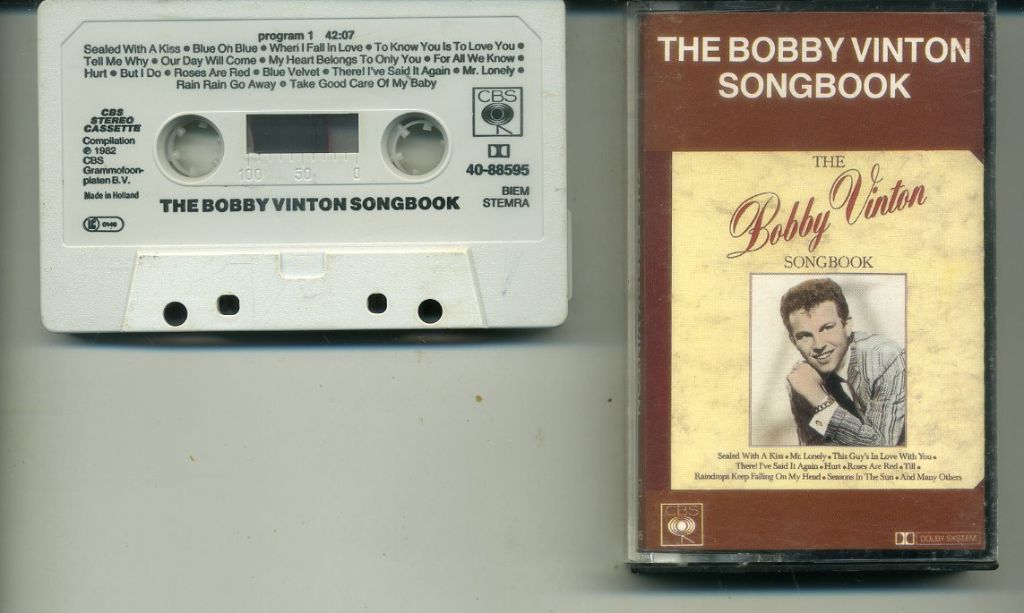 program 1 42:07
Sealed With A Kiss • Blue On Blue • When I Fall In Love • To Know You Is To Love You •
Tell Me Why • Our Day Will Come • My Heart Belongs To Only You • For All We Know •
Hurt • But I Do • Roses Are Red • Blue Velvet • There! I've Said It Again • Mr. Lonely •
Rain Rain Go Away • Take Good Care Of My Baby
CBS
STEREO
CASSETTE
Compilation
℗ 1982
CBS
Grammofoon-
platen B.V.
Made in Holland
100 50 0
CBS
40-88595
BIEM
STEMRA
THE BOBBY VINTON SONGBOOK
THE BOBBY VINTON
SONGBOOK
THE
Bobby Vinton
SONGBOOK
Sealed With A Kiss • Mr. Lonely • This Guy's In Love With You •
There! I've Said It Again • Hurt • Roses Are Red • Till •
Raindrops Keep Falling On My Head • Seasons In The Sun • And Many Others
CBS
DOLBY SYSTEM